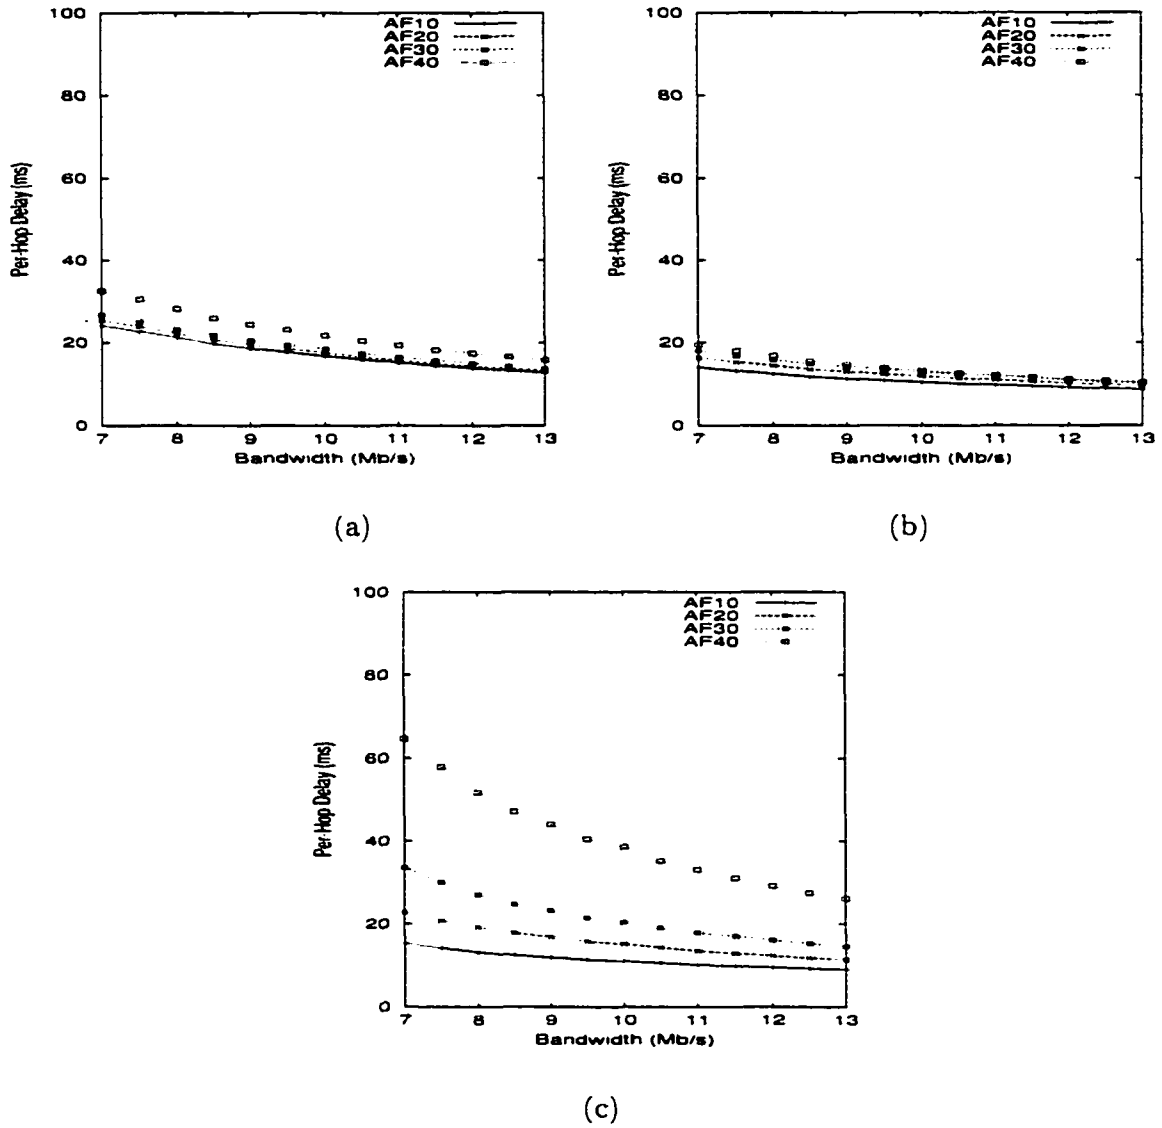 100
80
60
40
20
0
Per-Hop Delay (ms)
AF10
AF20
AF30
AF40
7 8 9 10 11 12 13
Bandwidth (Mb/s)
(a)
100
80
60
40
20
0
Per-Hop Delay (ms)
AF10
AF20
AF30
AF40
7 8 9 10 11 12 13
Bandwidth (Mb/s)
(b)
100
80
60
40
20
0
Per-Hop Delay (ms)
AF10
AF20
AF30
AF40
7 8 9 10 11 12 13
Bandwidth (Mb/s)
(c)